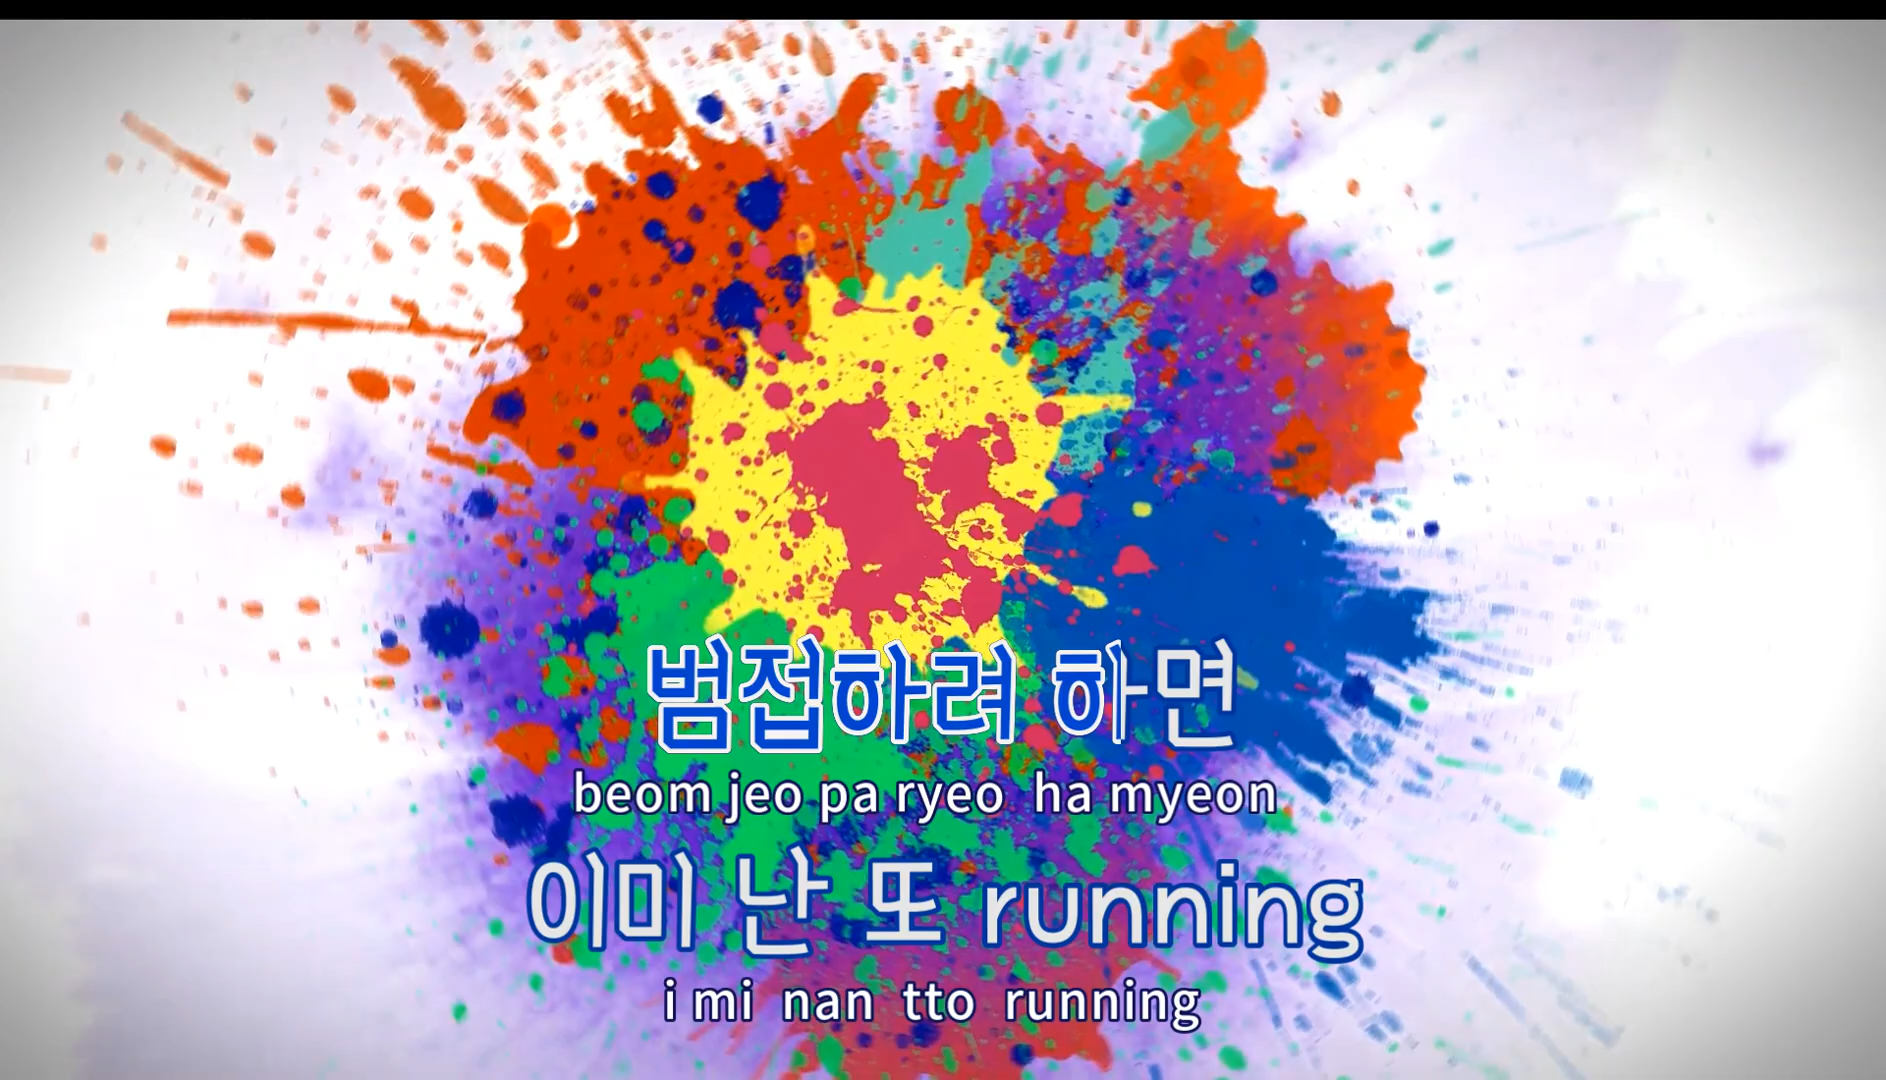 범접하려 하면
beom jeo pa ryeo ha myeon
이미 난 또 running
i mi nan tto running